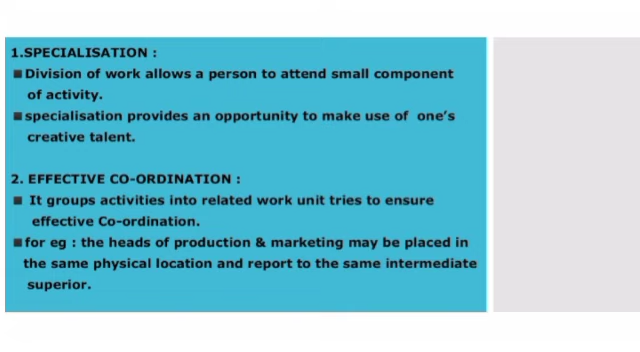 1.SPECIALISATION :
■ Division of work allows a person to attend small component
of activity.
■ specialisation provides an opportunity to make use of one's
creative talent.
2. EFFECTIVE CO-ORDINATION :
■ It groups activities into related work unit tries to ensure
effective Co-ordination.
■ for eg : the heads of production & marketing may be placed in
the same physical location and report to the same intermediate
superior.